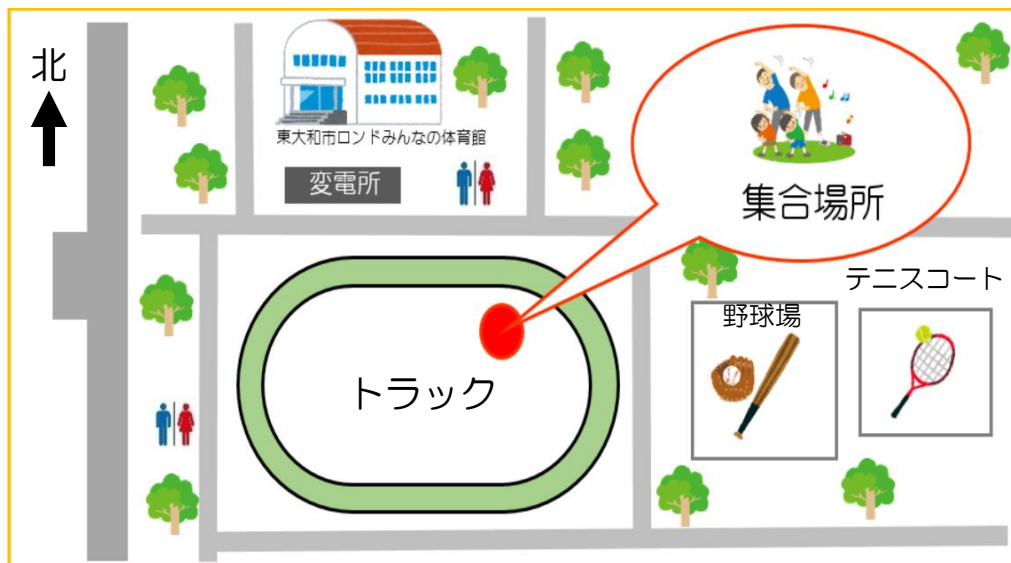 北
東大和市ロンドみんなの体育館
変電所
集合場所
テニスコート
野球場
トラック